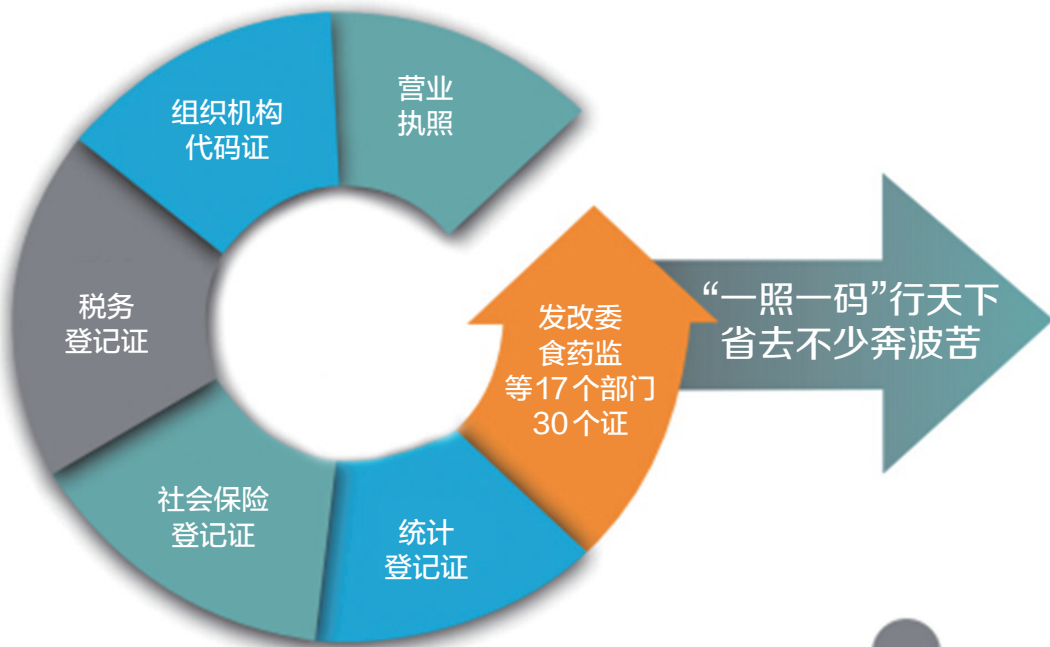 营业
执照
组织机构
代码证
税务
登记证
社会保险
登记证
统计
登记证
发改委
食药监
等17个部门
30个证
“一照一码”行天下
省去不少奔波苦